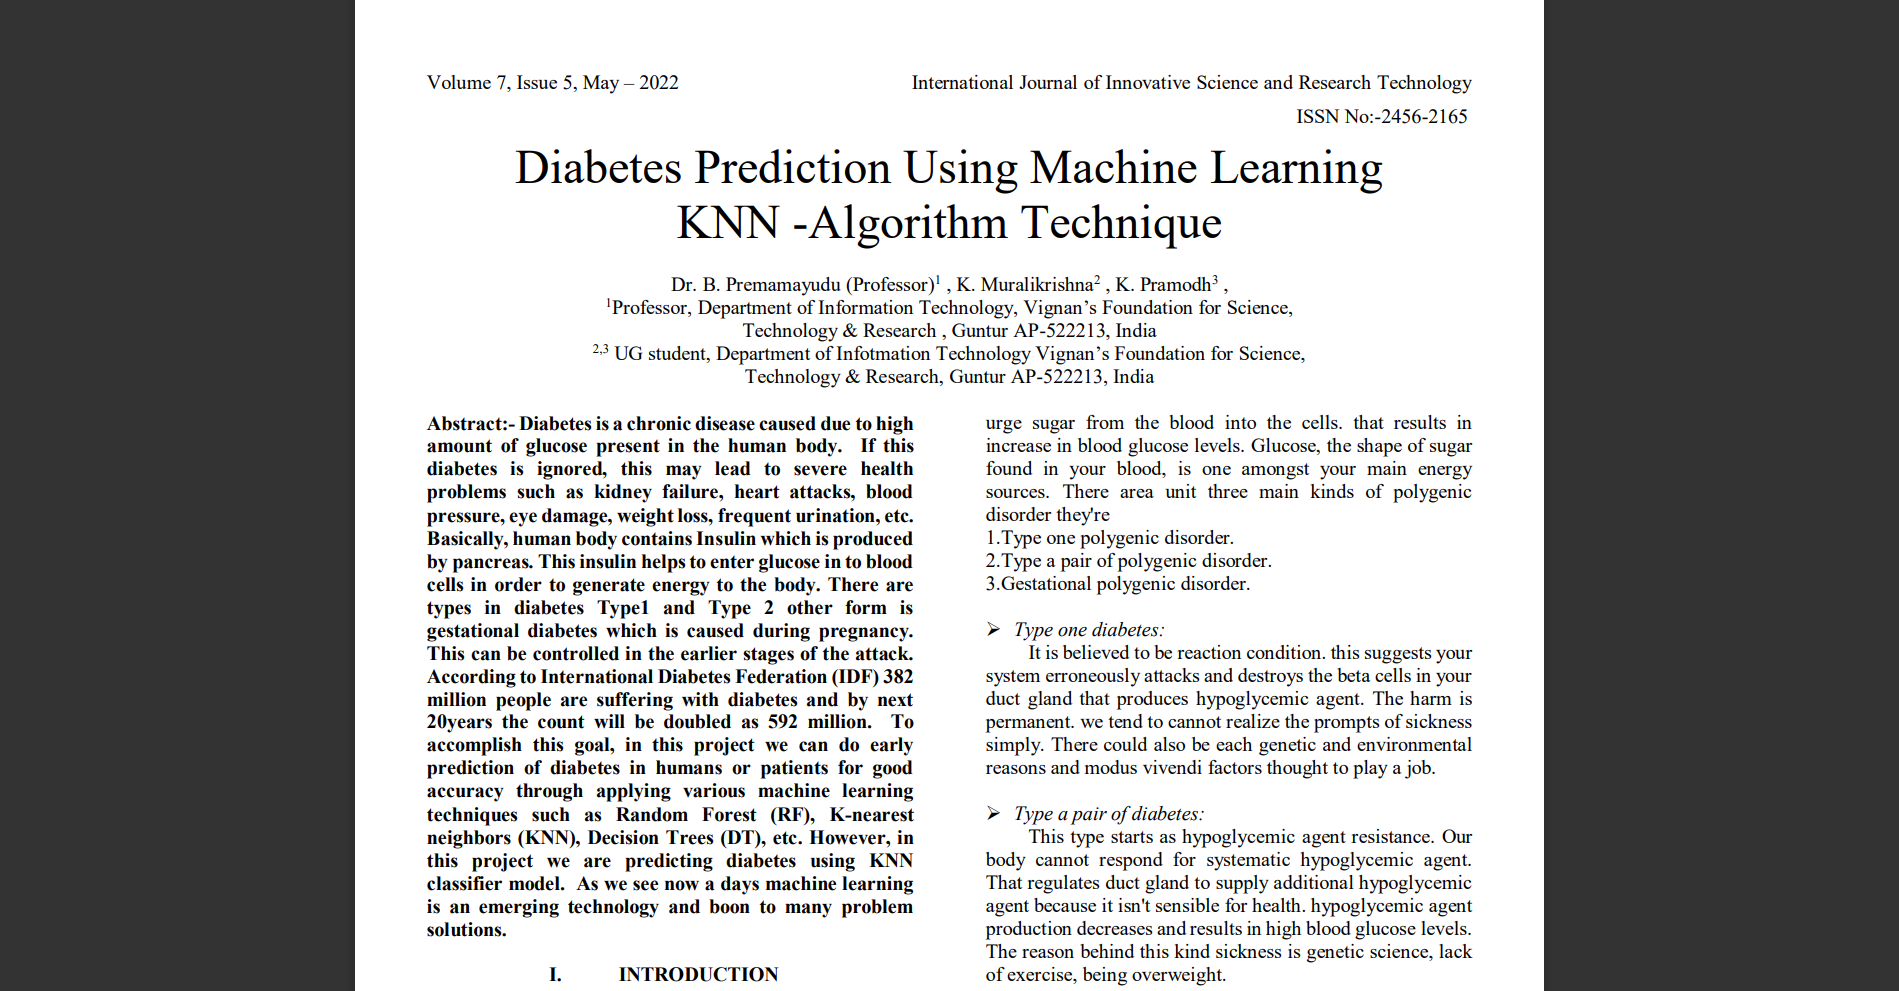 Volume 7, Issue 5, May – 2022
International Journal of Innovative Science and Research Technology
ISSN No:-2456-2165
Diabetes Prediction Using Machine Learning
KNN -Algorithm Technique
Dr. B. Premamayudu (Professor)1 , K. Muralikrishna2 , K. Pramodh3 ,
1Professor, Department of Information Technology, Vignan’s Foundation for Science,
Technology & Research , Guntur AP-522213, India
2,3 UG student, Department of Infotmation Technology Vignan’s Foundation for Science,
Technology & Research, Guntur AP-522213, India
Abstract:- Diabetes is a chronic disease caused due to high
amount of glucose present in the human body. If this
diabetes is ignored, this may lead to severe health
problems such as kidney failure, heart attacks, blood
pressure, eye damage, weight loss, frequent urination, etc.
Basically, human body contains Insulin which is produced
by pancreas. This insulin helps to enter glucose in to blood
cells in order to generate energy to the body. There are
types in diabetes Type1 and Type 2 other form is
gestational diabetes which is caused during pregnancy.
This can be controlled in the earlier stages of the attack.
According to International Diabetes Federation (IDF) 382
million people are suffering with diabetes and by next
20years the count will be doubled as 592 million. To
accomplish this goal, in this project we can do early
prediction of diabetes in humans or patients for good
accuracy through applying various machine learning
techniques such as Random Forest (RF), K-nearest
neighbors (KNN), Decision Trees (DT), etc. However, in
this project we are predicting diabetes using KNN
classifier model. As we see now a days machine learning
is an emerging technology and boon to many problem
solutions.
I. INTRODUCTION
urge sugar from the blood into the cells. that results in
increase in blood glucose levels. Glucose, the shape of sugar
found in your blood, is one amongst your main energy
sources. There area unit three main kinds of polygenic
disorder they're
1.Type one polygenic disorder.
2.Type a pair of polygenic disorder.
3.Gestational polygenic disorder.
➢ Type one diabetes:
It is believed to be reaction condition. this suggests your
system erroneously attacks and destroys the beta cells in your
duct gland that produces hypoglycemic agent. The harm is
permanent. we tend to cannot realize the prompts of sickness
simply. There could also be each genetic and environmental
reasons and modus vivendi factors thought to play a job.
➢ Type a pair of diabetes:
This type starts as hypoglycemic agent resistance. Our
body cannot respond for systematic hypoglycemic agent.
That regulates duct gland to supply additional hypoglycemic
agent because it isn't sensible for health. hypoglycemic agent
production decreases and results in high blood glucose levels.
The reason behind this kind sickness is genetic science, lack
of exercise, being overweight.